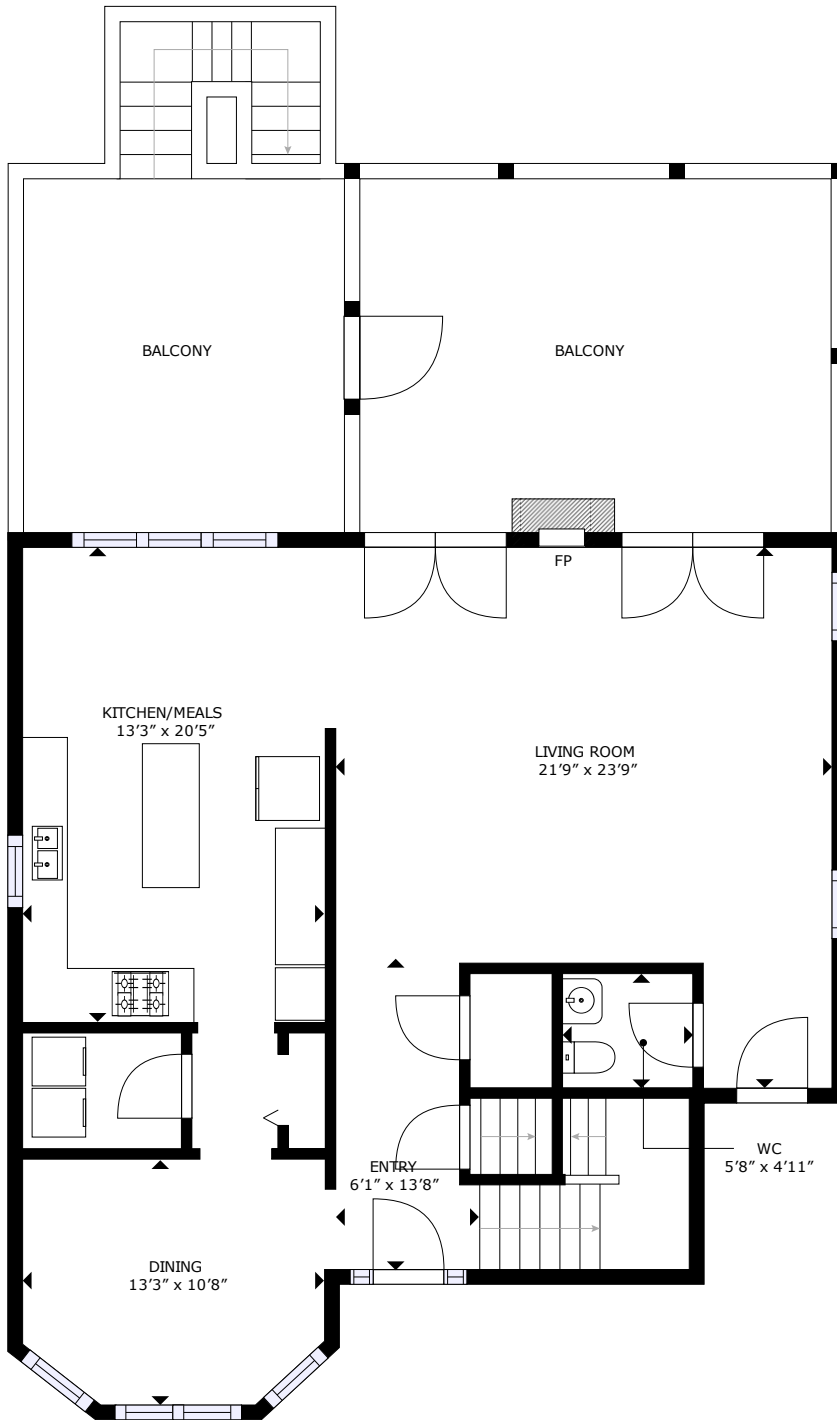 BALCONY
BALCONY
FP
KITCHEN/MEALS
13’3” x 20’5”
LIVING ROOM
21’9” x 23’9”
WC
5’8” x 4’11”
ENTRY
6’1” x 13’8”
DINING
13’3” x 10’8”